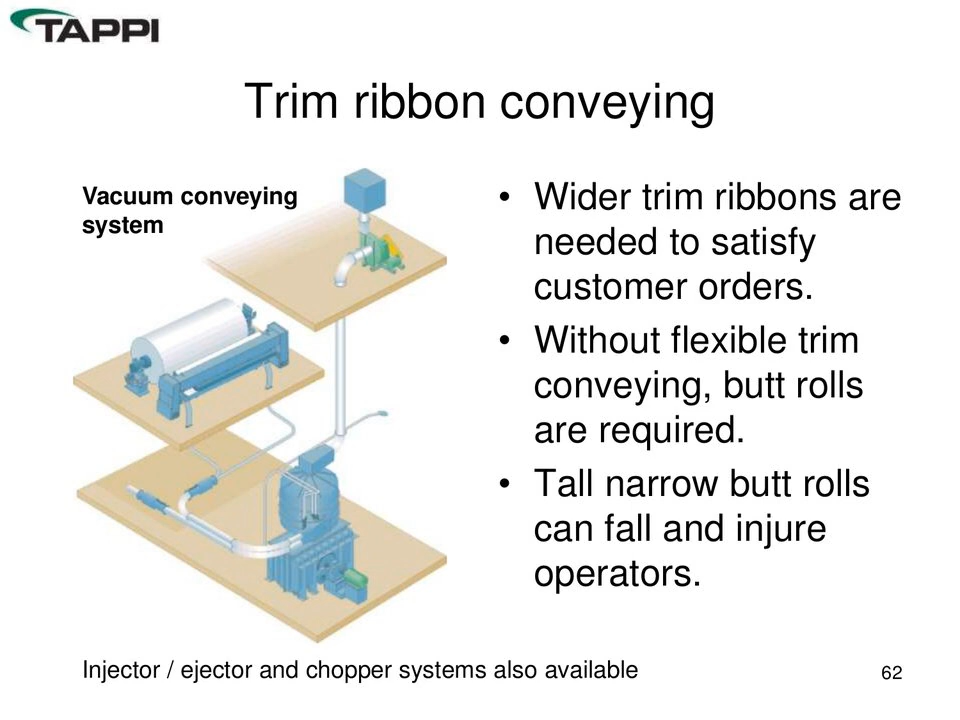 TAPPI
Trim ribbon conveying
Vacuum conveying
system
• Wider trim ribbons are
needed to satisfy
customer orders.
• Without flexible trim
conveying, butt rolls
are required.
• Tall narrow butt rolls
can fall and injure
operators.
Injector / ejector and chopper systems also available
62